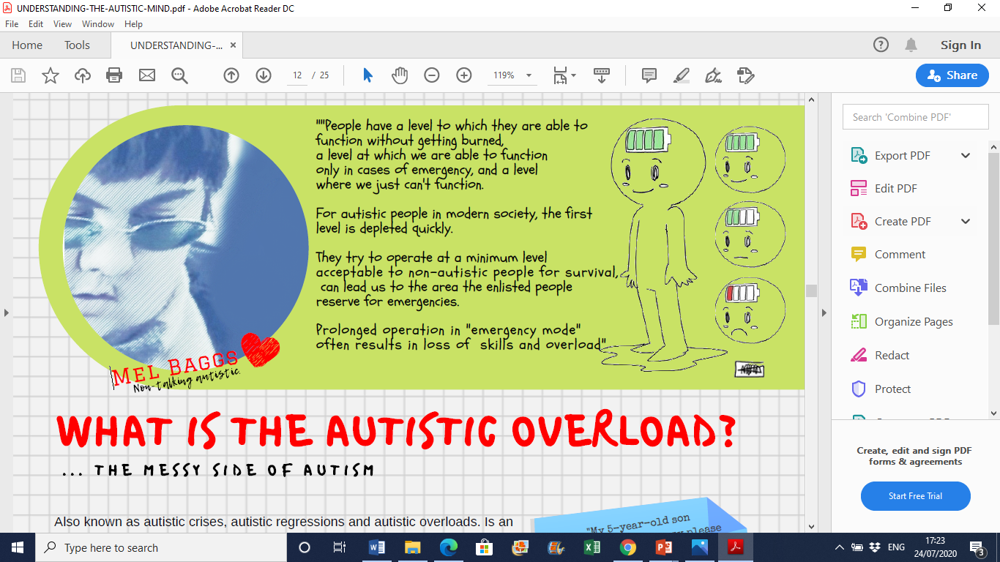 UNDERSTANDING-THE-AUTISTIC-MIND.pdf - Adobe Acrobat Reader DC
File Edit View Window Help
Home Tools UNDERSTANDING-... × Sign In
12 / 25 119% Share
""People have a level to which they are able to
function without getting burned,
a level at which we are able to function
only in cases of emergency, and a level
where we just can't function.
For autistic people in modern society, the first
level is depleted quickly.
They try to operate at a minimum level
acceptable to non-autistic people for survival,
can lead us to the area the enlisted people
reserve for emergencies.
Prolonged operation in "emergency mode"
often results in loss of skills and overload"
MEL BAGGS
Non-talking autistic.
WHAT IS THE AUTISTIC OVERLOAD?
... THE MESSY SIDE OF AUTISM
Also known as autistic crises, autistic regressions and autistic overloads. Is an
"My 5-year-old son
please
Search 'Combine PDF'
Export PDF
Edit PDF
Create PDF
Comment
Combine Files
Organize Pages
Redact
Protect
Create, edit and sign PDF
forms & agreements
Start Free Trial
Type here to search
ENG
17:23
24/07/2020
3